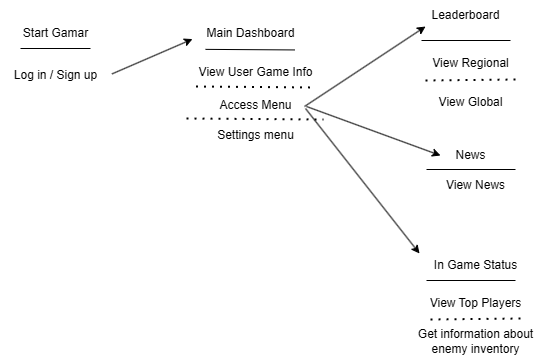 Start Gamar
Log in / Sign up
Main Dashboard
View User Game Info
Access Menu
Settings menu
Leaderboard
View Regional
View Global
News
View News
In Game Status
View Top Players
Get information about
enemy inventory